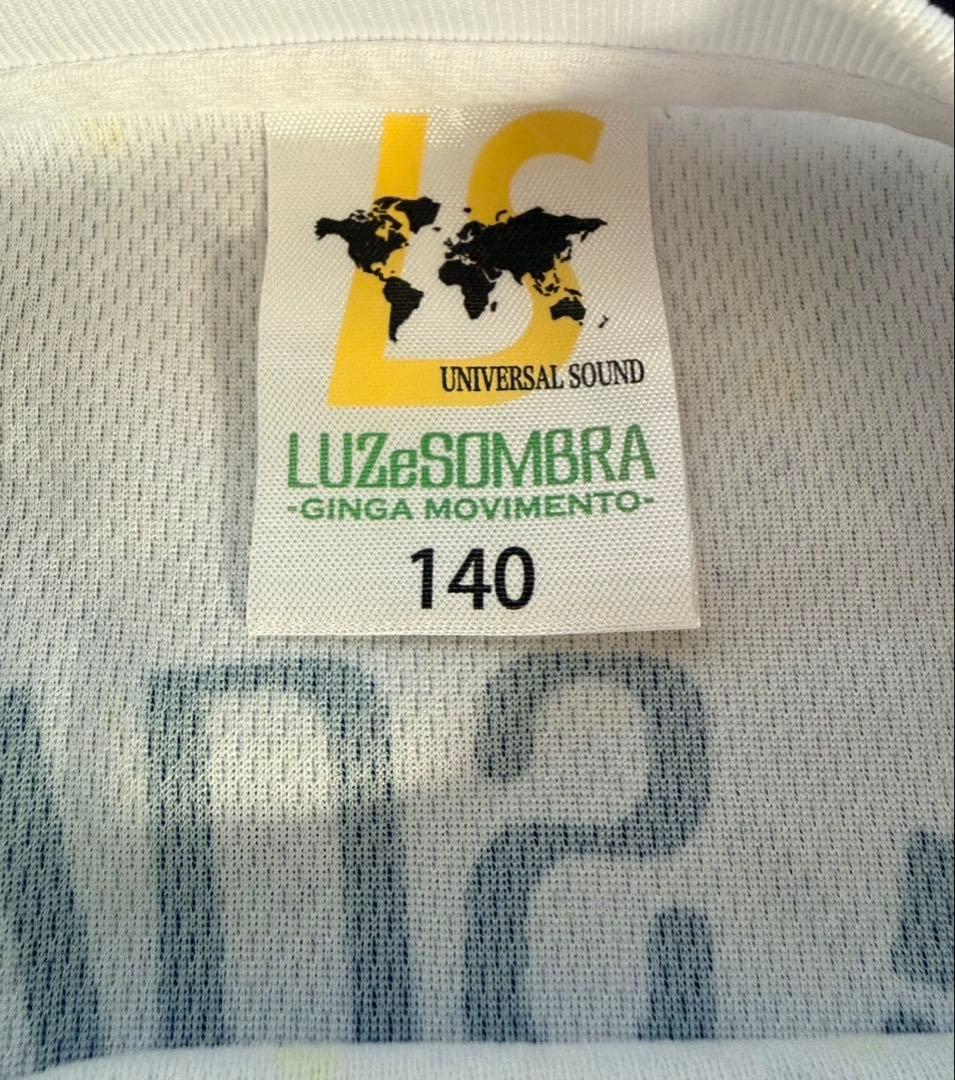 LS
UNIVERSAL SOUND
LUZeSOMBRA
-GINGA MOVIMENTO-
140